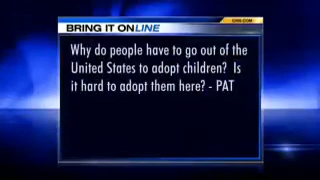 CNN.COM
BRING IT ONLINE
Why do people have to go out of the
United States to adopt children?  Is
it hard to adopt them here? - PAT